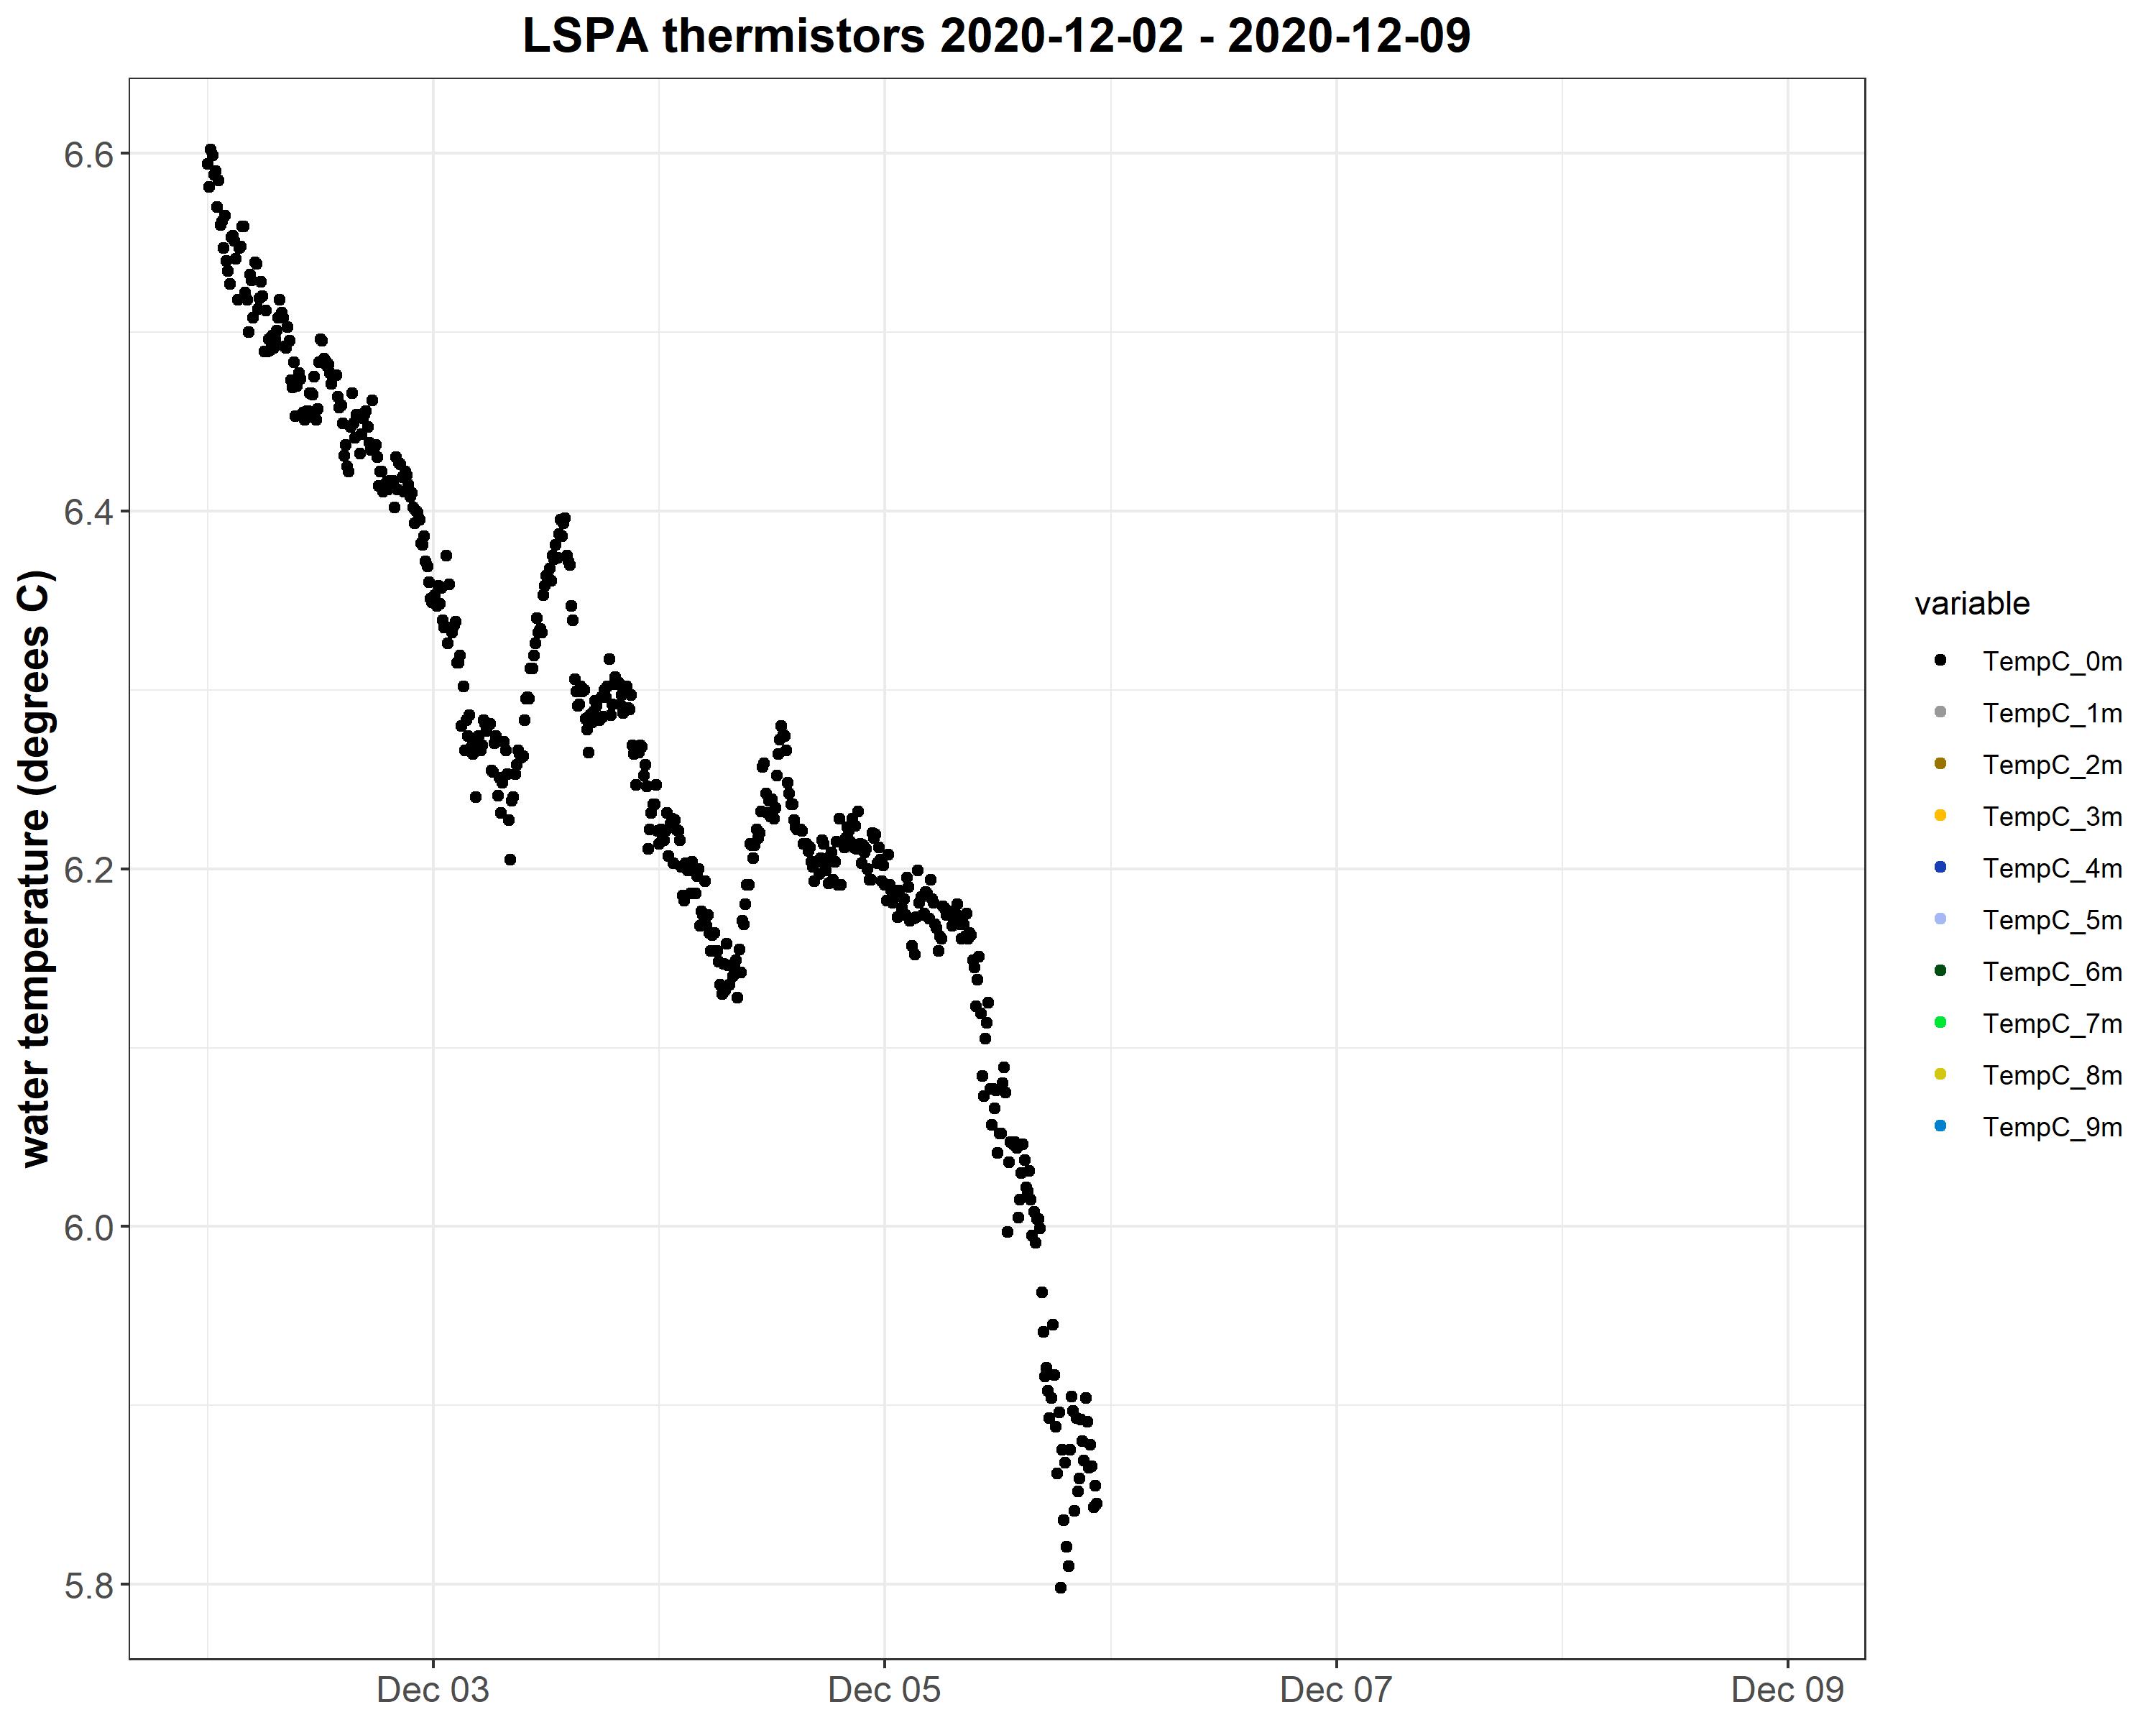 LSPA thermistors 2020-12-02 - 2020-12-09
water temperature (degrees C)
6.6
6.4
6.2
6.0
5.8
Dec 03
Dec 05
Dec 07
Dec 09
variable
TempC_0m
TempC_1m
TempC_2m
TempC_3m
TempC_4m
TempC_5m
TempC_6m
TempC_7m
TempC_8m
TempC_9m